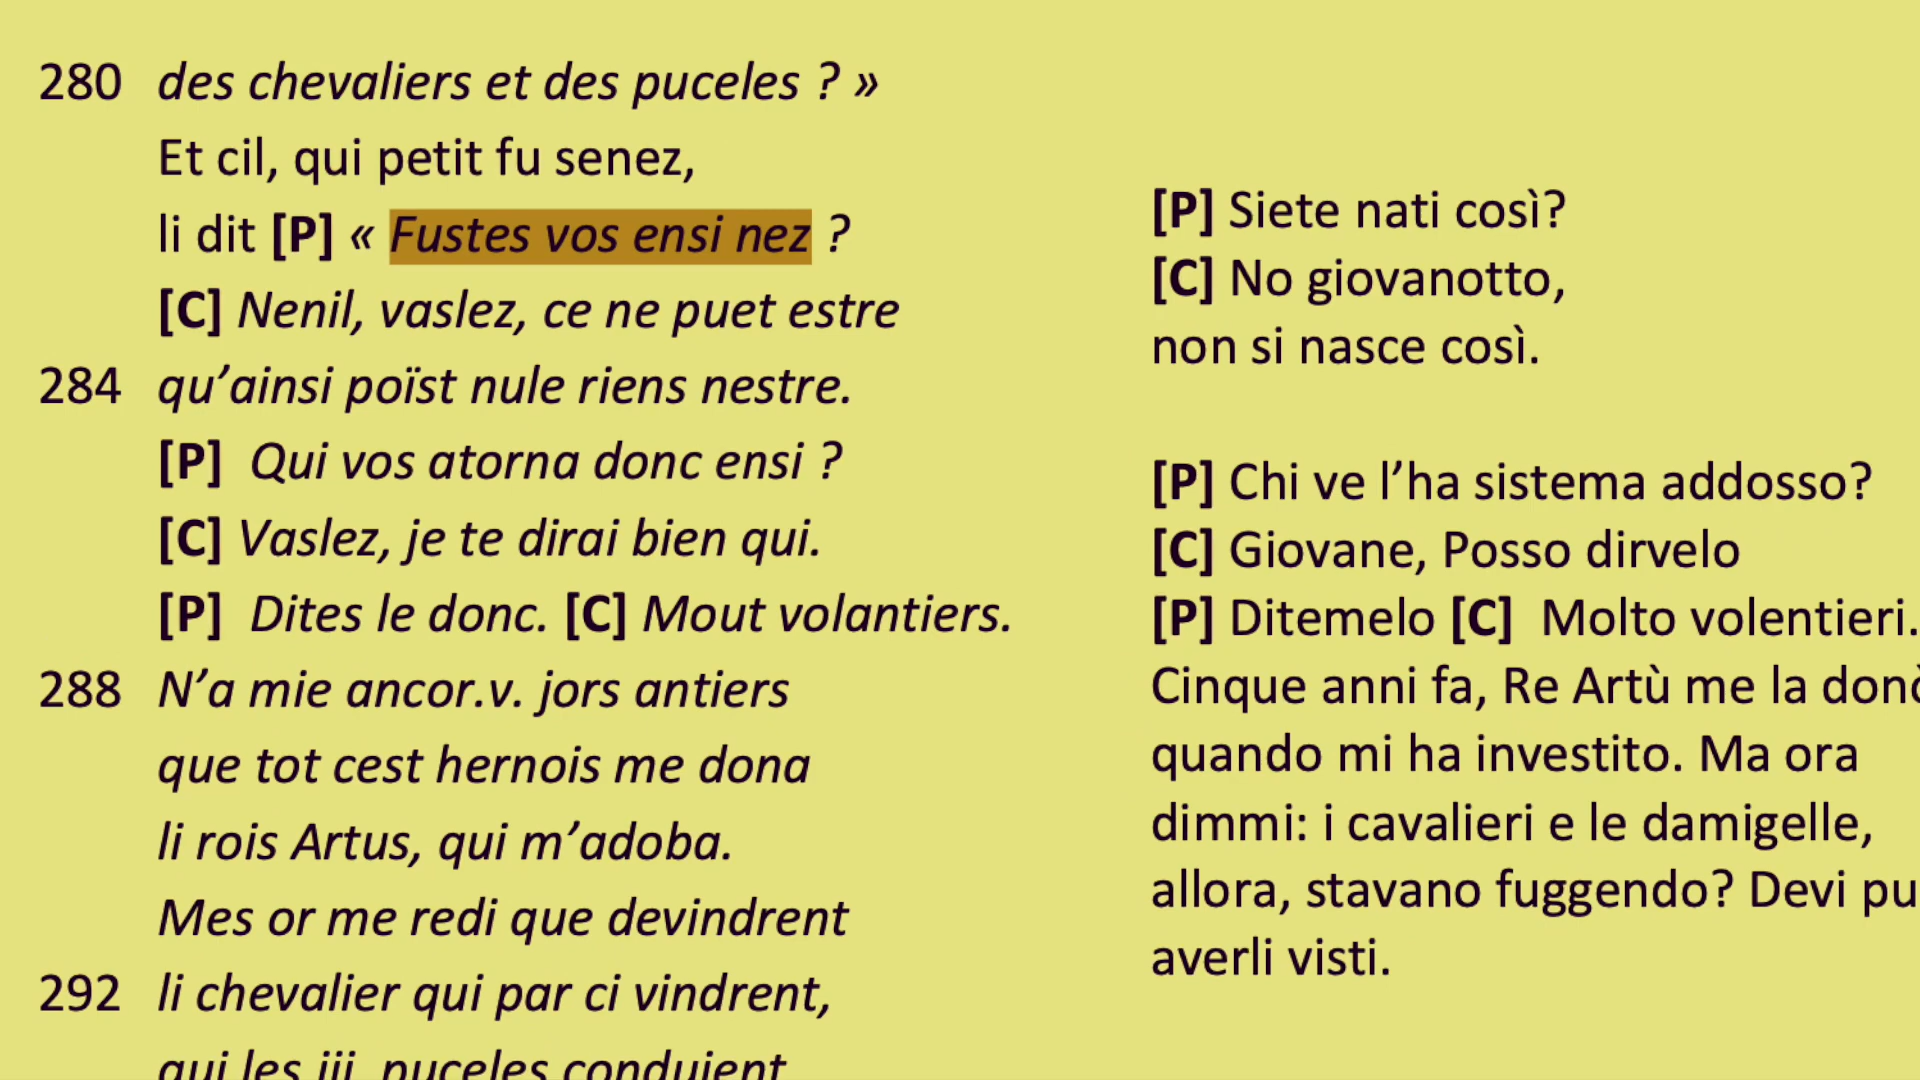 280 des chevaliers et des puceles ? »
Et cil, qui petit fu senez,
li dit [P] « Fustes vos ensi nez ?
[C] Nenil, vaslez, ce ne puet estre
284 qu’ainsi poïst nule riens nestre.
[P] Qui vos atorna donc ensi ?
[C] Vaslez, je te dirai bien qui.
[P] Dites le donc. [C] Mout volantiers.
288 N’a mie ancor.v. jors antiers
que tot cest hernois me dona
li rois Artus, qui m’adoba.
Mes or me redi que devindrent
292 li chevalier qui par ci vindrent,
qui les iii. puceles conduient
[P] Siete nati così?
[C] No giovanotto,
non si nasce così.
[P] Chi ve l’ha sistema addosso?
[C] Giovane, Posso dirvelo
[P] Ditemelo [C] Molto volentieri.
Cinque anni fa, Re Artù me la donò
quando mi ha investito. Ma ora
dimmi: i cavalieri e le damigelle,
allora, stavano fuggendo? Devi pu
averli visti.